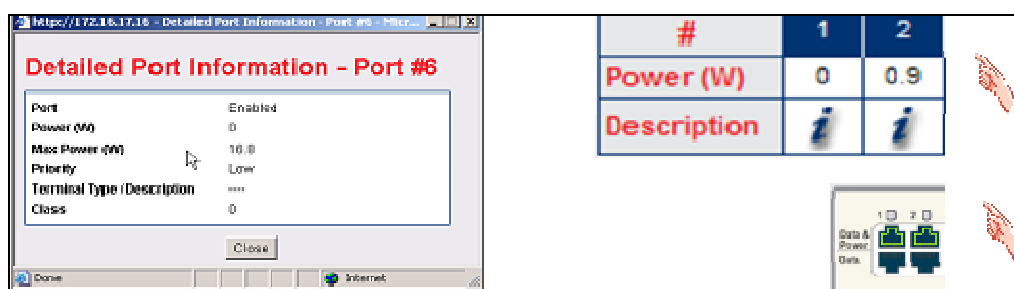 https://172.16.17.16 - Detailed Port Information - Port #6 - Micr...
Detailed Port Information - Port #6
Port Enabled
Power (W) 0
Max Power (W) 16.8
Priority Low
Terminal Type / Description ----
Class 0
Close
Done Internet
# 1 2
Power (W) 0 0.9
Description i i
1 2
Data &
Power
Data